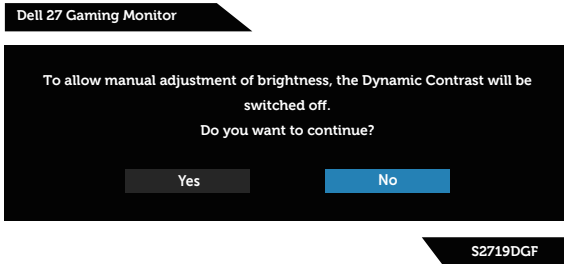 Dell 27 Gaming Monitor
To allow manual adjustment of brightness, the Dynamic Contrast will be
switched off.
Do you want to continue?
Yes
No
S2719DGF